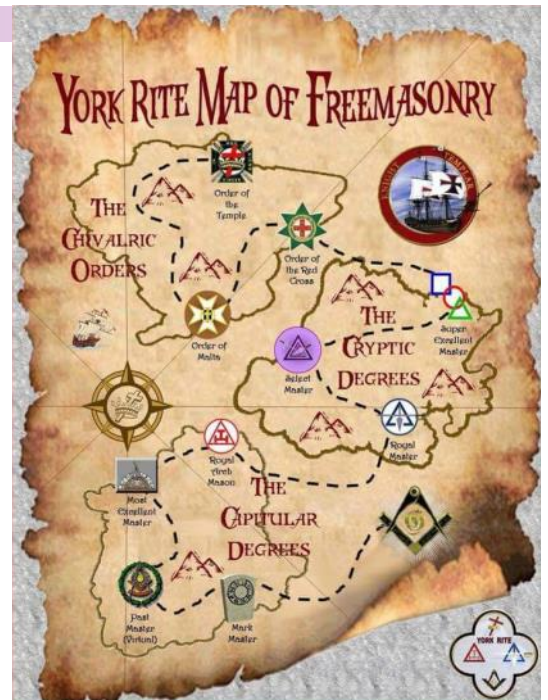 YORK RITE MAP OF FREEMASONRY
KNIGHT TEMPLAR
Order of
the
Temple
THE
CHIVALRIC
ORDERS
Order of
the Red
Cross
Order of
Malta
THE
CRYPTIC
DEGREES
Super
Excellent
Master
Select
Master
Royal
Master
Royal
Arch
Mason
Most
Excellent
Master
THE
CAPITULAR
DEGREES
Past
Master
(Virtual)
Mark
Master
G
YORK RITE